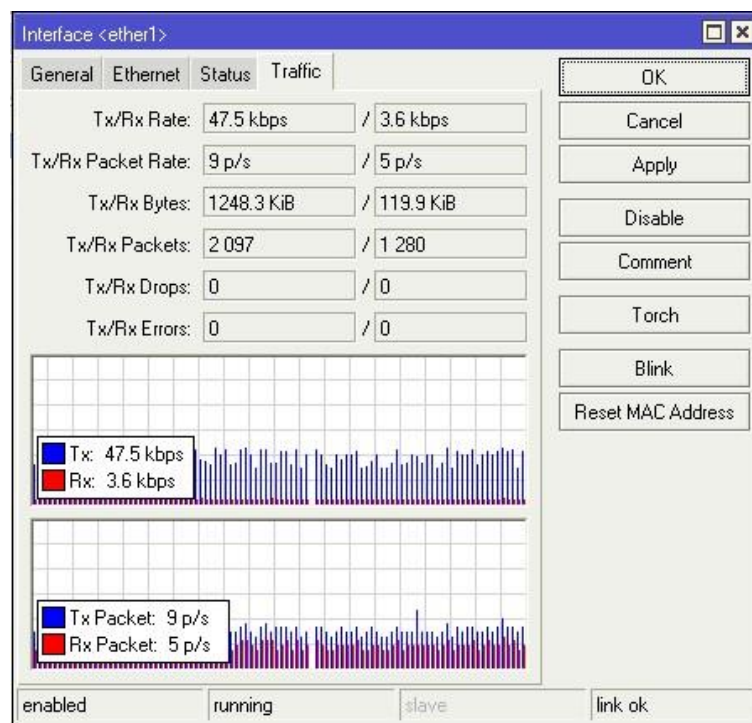 Interface <ether1>
General Ethernet Status Traffic
Tx/Rx Rate: 47.5 kbps / 3.6 kbps
Tx/Rx Packet Rate: 9 p/s / 5 p/s
Tx/Rx Bytes: 1248.3 KiB / 119.9 KiB
Tx/Rx Packets: 2 097 / 1 280
Tx/Rx Drops: 0 / 0
Tx/Rx Errors: 0 / 0
Tx: 47.5 kbps
Rx: 3.6 kbps
Tx Packet: 9 p/s
Rx Packet: 5 p/s
OK
Cancel
Apply
Disable
Comment
Torch
Blink
Reset MAC Address
enabled running slave link ok